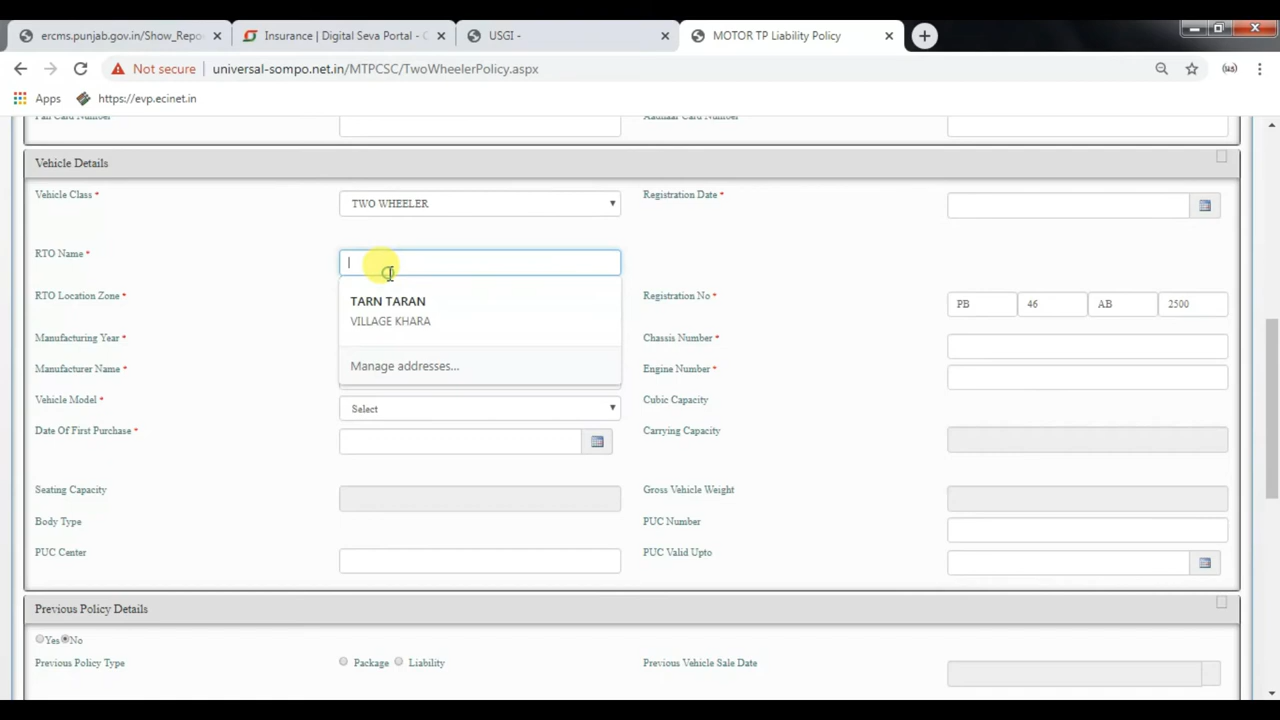 ercms.punjab.gov.in/Show_Repo
Insurance | Digital Seva Portal - C
USGI -
MOTOR TP Liability Policy
Not secure
universal-sompo.net.in/MTPCSC/TwoWheelerPolicy.aspx
Apps
https://evp.ecinet.in
Pan Card Number
Aadhaar Card Number
Vehicle Details
Vehicle Class *
TWO WHEELER
Registration Date *
RTO Name *
TARN TARAN
VILLAGE KHARA
Manage addresses...
RTO Location Zone *
Registration No *
PB
46
AB
2500
Manufacturing Year *
Chassis Number *
Manufacturer Name *
Engine Number *
Vehicle Model *
Select
Cubic Capacity
Date Of First Purchase *
Carrying Capacity
Seating Capacity
Gross Vehicle Weight
Body Type
PUC Number
PUC Center
PUC Valid Upto
Previous Policy Details
Yes No
Previous Policy Type
Package
Liability
Previous Vehicle Sale Date